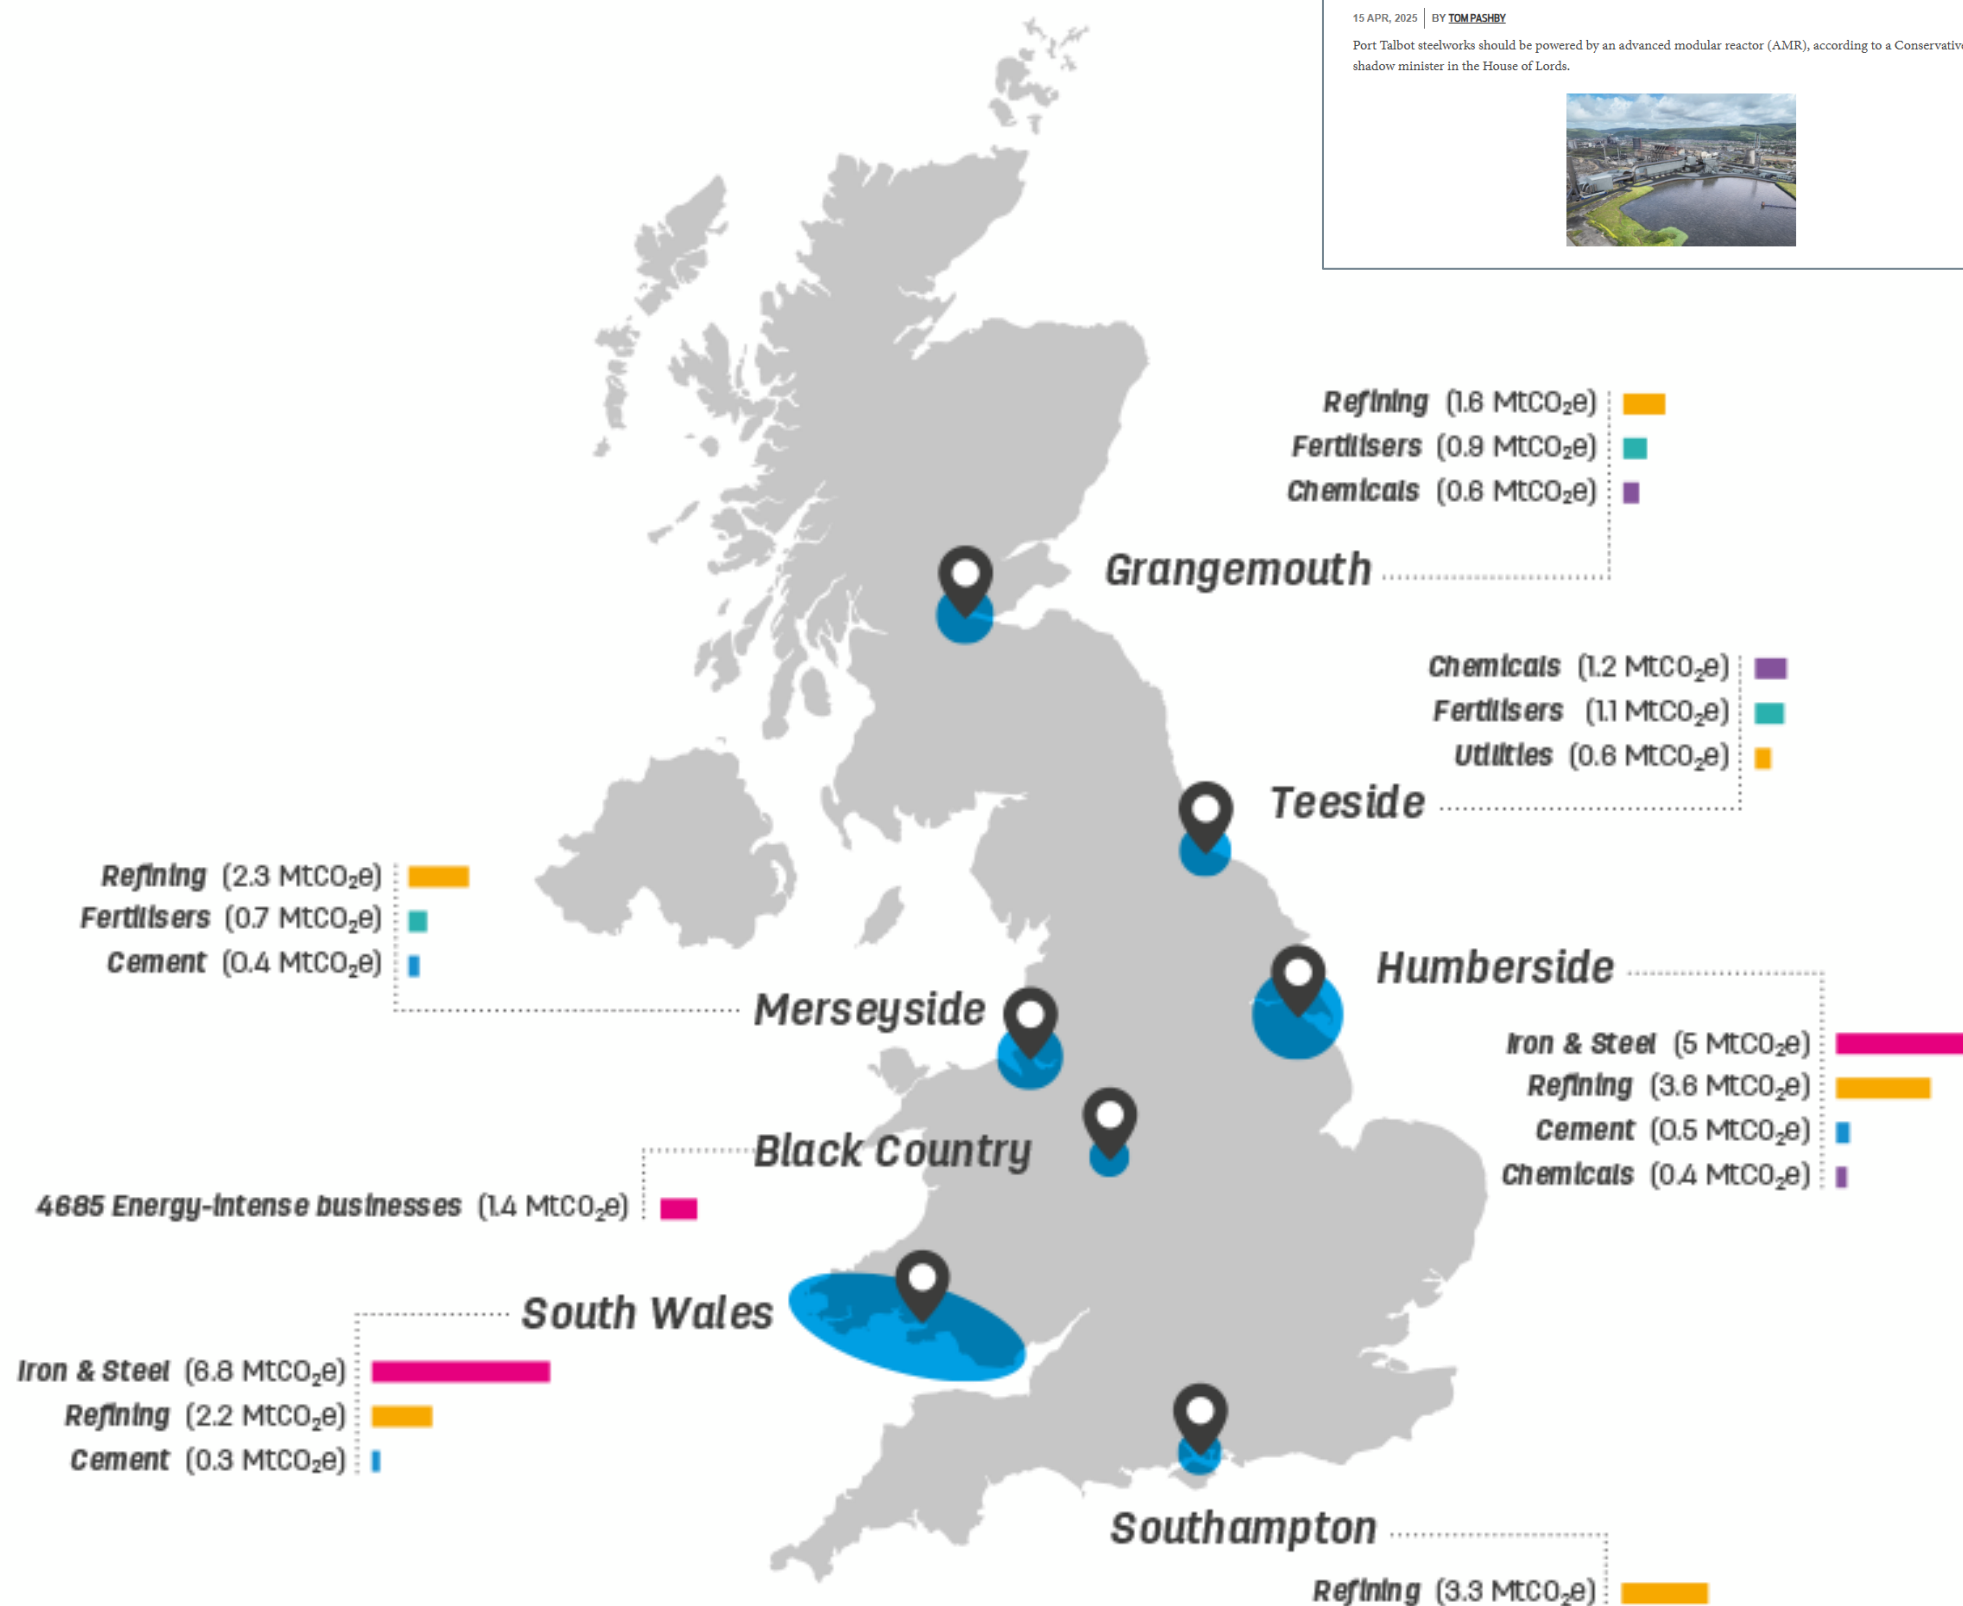 15 APR, 2025 | BY TOM PASHBY
Port Talbot steelworks should be powered by an advanced modular reactor (AMR), according to a Conservative
shadow minister in the House of Lords.
Refining (1.6 MtCO₂e)
Fertilisers (0.9 MtCO₂e)
Chemicals (0.6 MtCO₂e)
Grangemouth
Chemicals (1.2 MtCO₂e)
Fertilisers (1.1 MtCO₂e)
Utilities (0.6 MtCO₂e)
Teeside
Refining (2.3 MtCO₂e)
Fertilisers (0.7 MtCO₂e)
Cement (0.4 MtCO₂e)
Merseyside
Humberside
Iron & Steel (5 MtCO₂e)
Refining (3.6 MtCO₂e)
Cement (0.5 MtCO₂e)
Chemicals (0.4 MtCO₂e)
Black Country
4685 Energy-intense businesses (1.4 MtCO₂e)
South Wales
Iron & Steel (6.8 MtCO₂e)
Refining (2.2 MtCO₂e)
Cement (0.3 MtCO₂e)
Southampton
Refining (3.3 MtCO₂e)